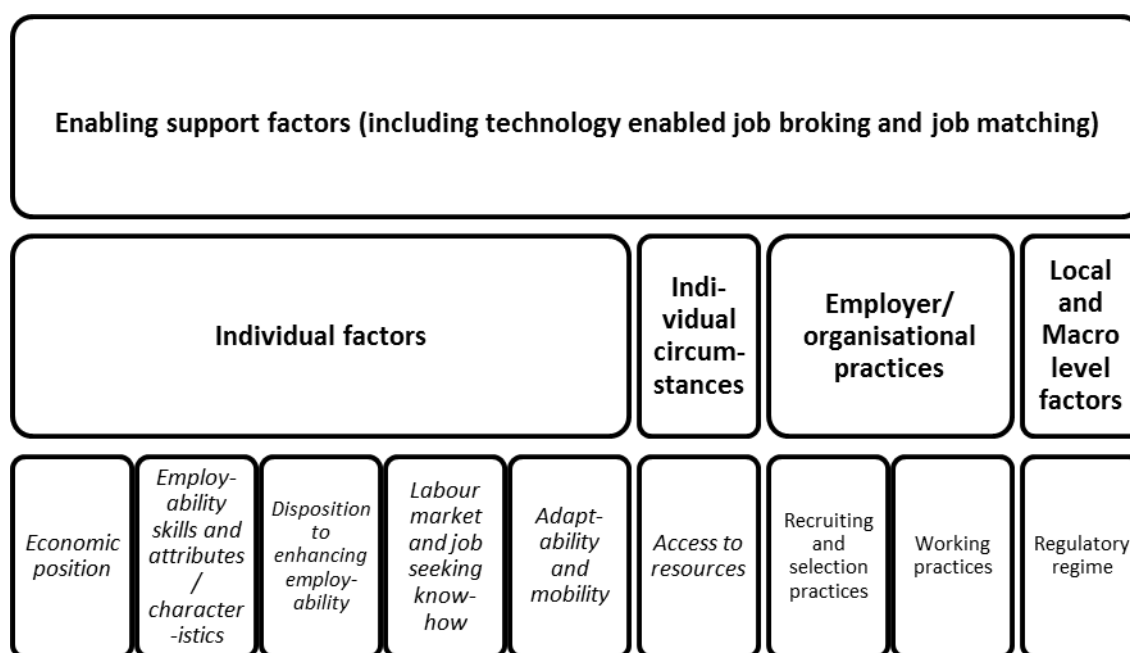 Enabling support factors (including technology enabled job broking and job matching)
Individual factors
Indi-
vidual
circum-
stances
Employer/
organisational
practices
Local
and
Macro
level
factors
Economic
position
Employ-
ability
skills and
attributes
/
character
-istics
Disposition
to
enhancing
employ-
ability
Labour
market
and job
seeking
know-
how
Adapt-
ability
and
mobility
Access to
resources
Recruiting
and
selection
practices
Working
practices
Regulatory
regime